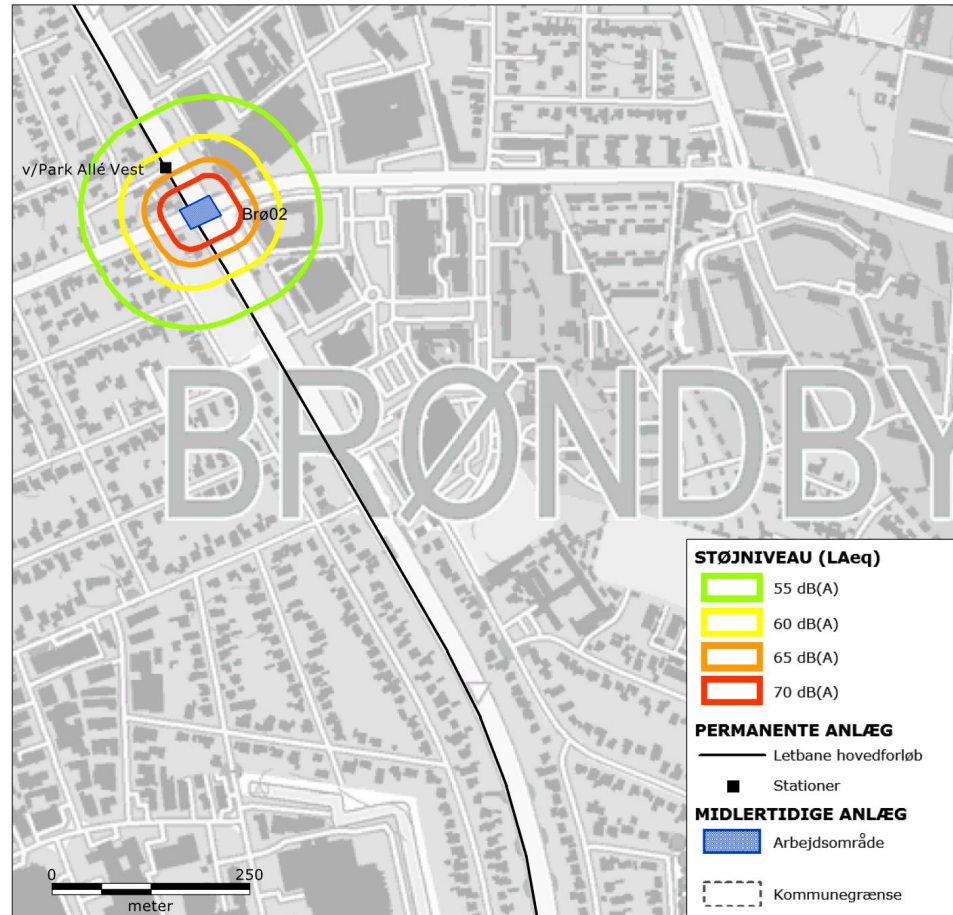 v/Park Allé Vest
Brø02
BRØNDBY
STØJNIVEAU (LAeq)
55 dB(A)
60 dB(A)
65 dB(A)
70 dB(A)
PERMANENTE ANLÆG
Letbane hovedforløb
Stationer
MIDLERTIDIGE ANLÆG
Arbejdsområde
Kommunegrænse
0 250
meter